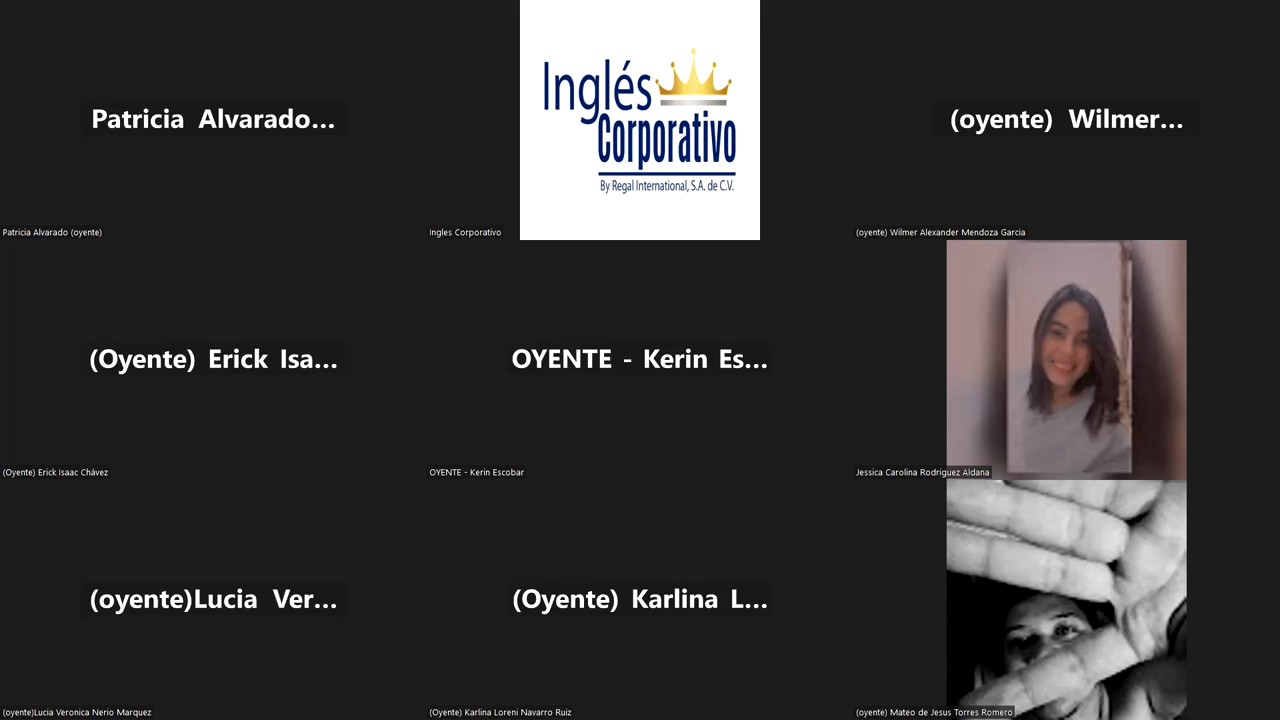 Patricia Alvarado...
Patricia Alvarado (oyente)
Inglés
Corporativo
By Regal International, S.A. de C.V.
Ingles Corporativo
(oyente) Wilmer...
(oyente) Wilmer Alexander Mendoza Garcia
(Oyente) Erick Isa...
(Oyente) Erick Isaac Chávez
OYENTE - Kerin Es...
OYENTE - Kerin Escobar
Jessica Carolina Rodriguez Aldana
(oyente)Lucia Ver...
(oyente)Lucia Veronica Nerio Marquez
(Oyente) Karlina L...
(Oyente) Karlina Loreni Navarro Ruiz
(oyente) Mateo de Jesus Torres Romero